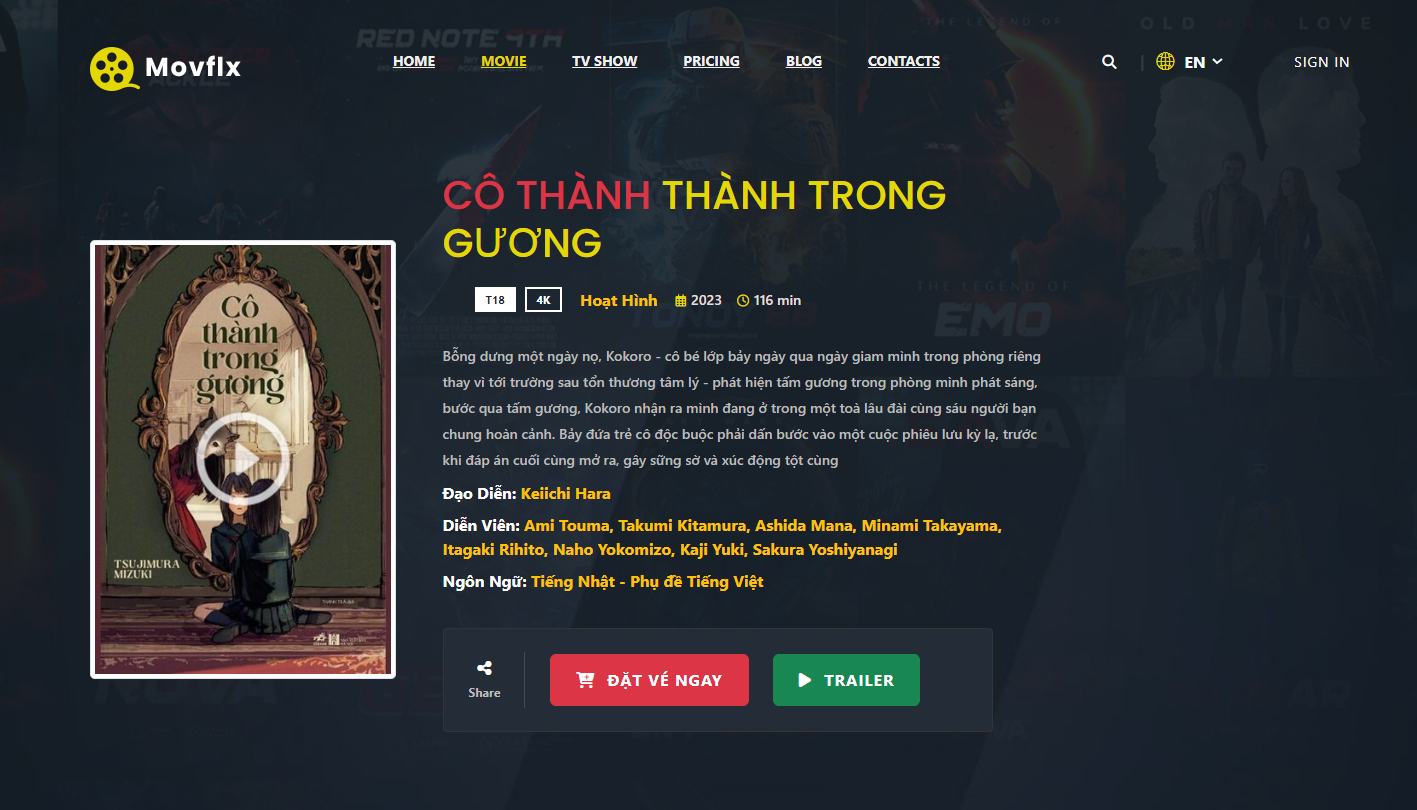 Movflx
HOME
MOVIE
TV SHOW
PRICING
BLOG
CONTACTS
EN
SIGN IN
RED NOTE 9TH
THE LEGEND OF
OLD MAN LOVE
CÔ THÀNH THÀNH TRONG
GƯƠNG
T18
4K
Hoạt Hình
2023
116 min
THE LEGEND OF
EMO
Bỗng dưng một ngày nọ, Kokoro - cô bé lớp bảy ngày qua ngày giam mình trong phòng riêng
thay vì tới trường sau tổn thương tâm lý - phát hiện tấm gương trong phòng mình phát sáng,
bước qua tấm gương, Kokoro nhận ra mình đang ở trong một toà lâu đài cùng sáu người bạn
chung hoàn cảnh. Bảy đứa trẻ cô độc buộc phải dấn bước vào một cuộc phiêu lưu kỳ lạ, trước
khi đáp án cuối cùng mở ra, gây sững sờ và xúc động tột cùng
Đạo Diễn: Keiichi Hara
Diễn Viên: Ami Touma, Takumi Kitamura, Ashida Mana, Minami Takayama,
Itagaki Rihito, Naho Yokomizo, Kaji Yuki, Sakura Yoshiyanagi
Ngôn Ngữ: Tiếng Nhật - Phụ đề Tiếng Việt
Cô
thành
trong
gương
TSUJIMURA
MIZUKI
Share
ĐẶT VÉ NGAY
TRAILER